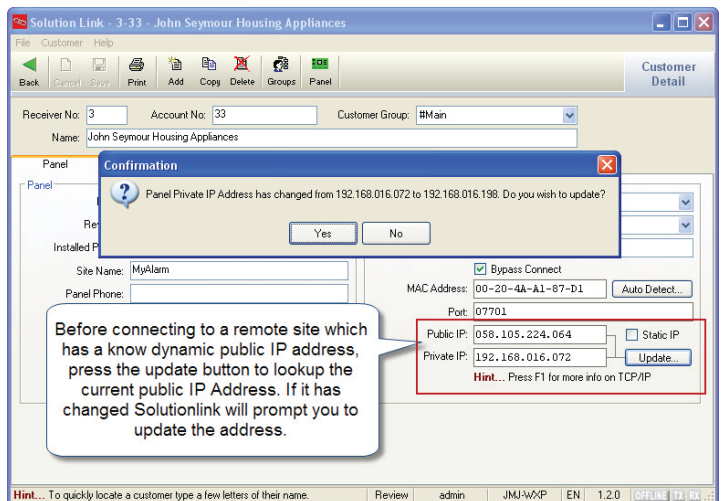 Solution Link - 3-33 - John Seymour Housing Appliances
File Customer Help
Back Cancel Save Print Add Copy Delete Groups Panel
Customer
Detail
Receiver No: 3 Account No: 33 Customer Group: #Main
Name: John Seymour Housing Appliances
Panel
Confirmation
Panel Private IP Address has changed from 192.168.016.072 to 192.168.016.198. Do you wish to update?
Yes No
Panel
Installed P
Site Name: MyAlarm
Bypass Connect
Panel Phone:
MAC Address: 00-20-4A-A1-87-D1 Auto Detect...
Port: 07701
Public IP: 058.105.224.064 Static IP
Private IP: 192.168.016.072 Update...
Hint... Press F1 for more info on TCP/IP
Before connecting to a remote site which
has a know dynamic public IP address,
press the update button to lookup the
current public IP Address. If it has
changed Solutionlink will prompt you to
update the address.
Hint... To quickly locate a customer type a few letters of their name. Review admin JMJ-WXP EN 1.2.0 OFFLINE TX RX